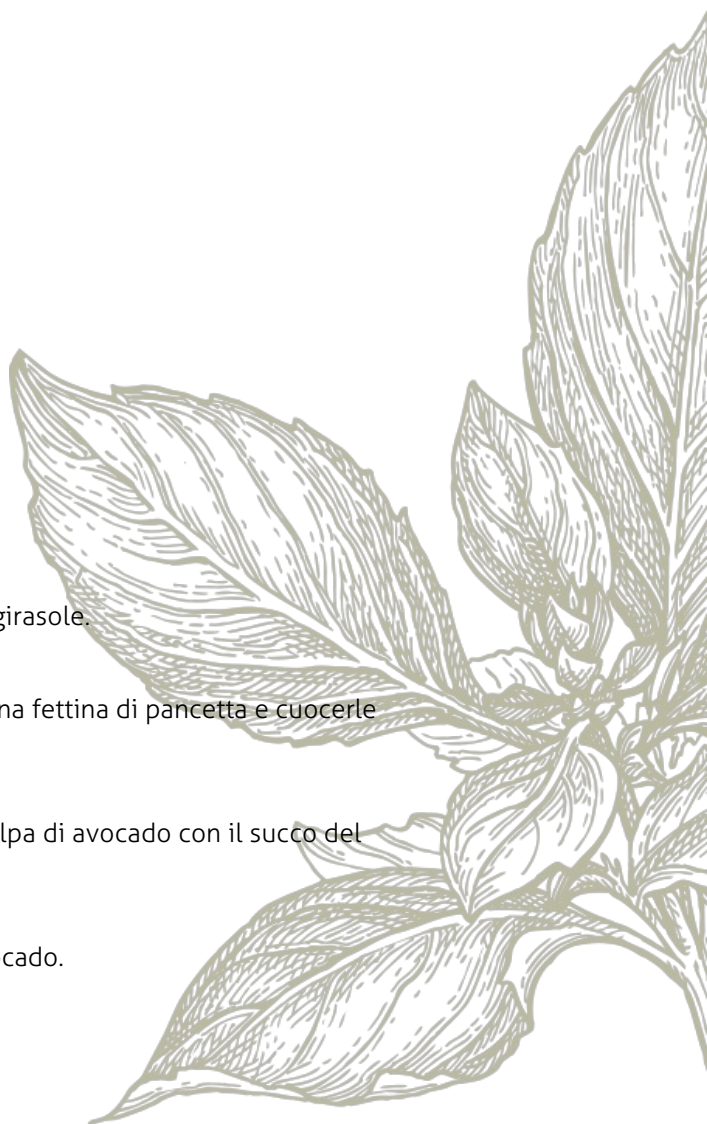 girasole.
na fettina di pancetta e cuocerle
lpa di avocado con il succo del
cado.